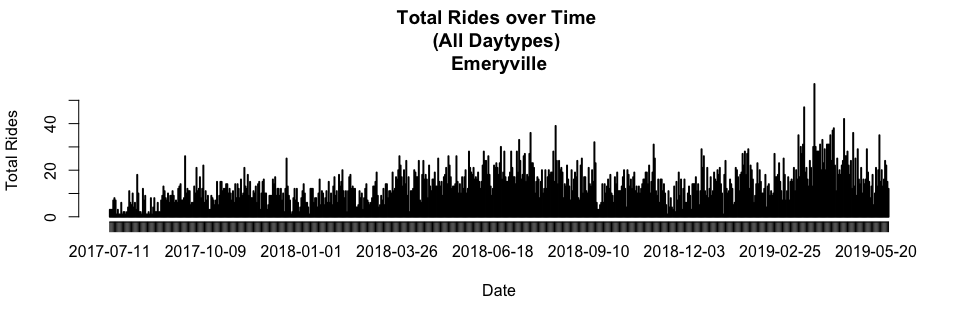 Total Rides over Time
(All Daytypes)
Emeryville
Total Rides
40
20
0
2017-07-11 2017-10-09 2018-01-01 2018-03-26 2018-06-18 2018-09-10 2018-12-03 2019-02-25 2019-05-20
Date